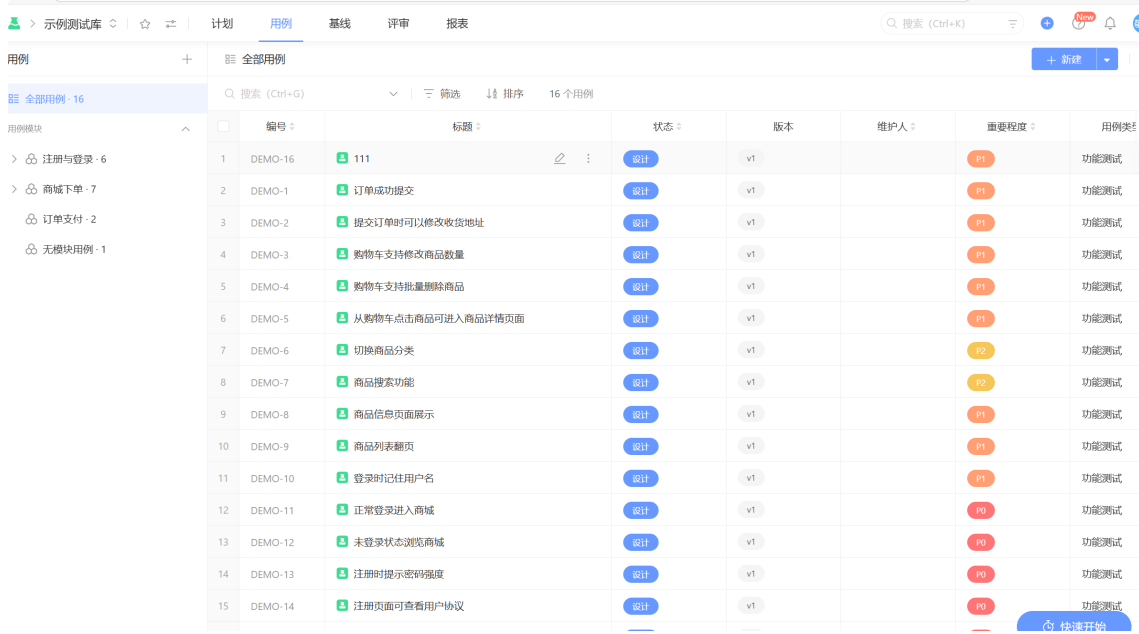 示例测试库 计划 用例 基线 评审 报表 搜索 (Ctrl+K) New
用例 全部用例 新建
全部用例 · 16 搜索 (Ctrl+G) 筛选 排序 16 个用例
用例模块 编号 标题 状态 版本 维护人 重要程度 用例类型
注册与登录 · 6 1 DEMO-16 111 设计 v1 P1 功能测试
商城下单 · 7 2 DEMO-1 订单成功提交 设计 v1 P1 功能测试
订单支付 · 2 3 DEMO-2 提交订单时可以修改收货地址 设计 v1 P1 功能测试
无模块用例 · 1 4 DEMO-3 购物车支持修改商品数量 设计 v1 P1 功能测试
5 DEMO-4 购物车支持批量删除商品 设计 v1 P1 功能测试
6 DEMO-5 从购物车点击商品可进入商品详情页面 设计 v1 P1 功能测试
7 DEMO-6 切换商品分类 设计 v1 P2 功能测试
8 DEMO-7 商品搜索功能 设计 v1 P2 功能测试
9 DEMO-8 商品信息页面展示 设计 v1 P1 功能测试
10 DEMO-9 商品列表翻页 设计 v1 P1 功能测试
11 DEMO-10 登录时记住用户名 设计 v1 P1 功能测试
12 DEMO-11 正常登录进入商城 设计 v1 P0 功能测试
13 DEMO-12 未登录状态浏览商城 设计 v1 P0 功能测试
14 DEMO-13 注册时提示密码强度 设计 v1 P0 功能测试
15 DEMO-14 注册页面可查看用户协议 设计 v1 P0 功能测试
快速开始